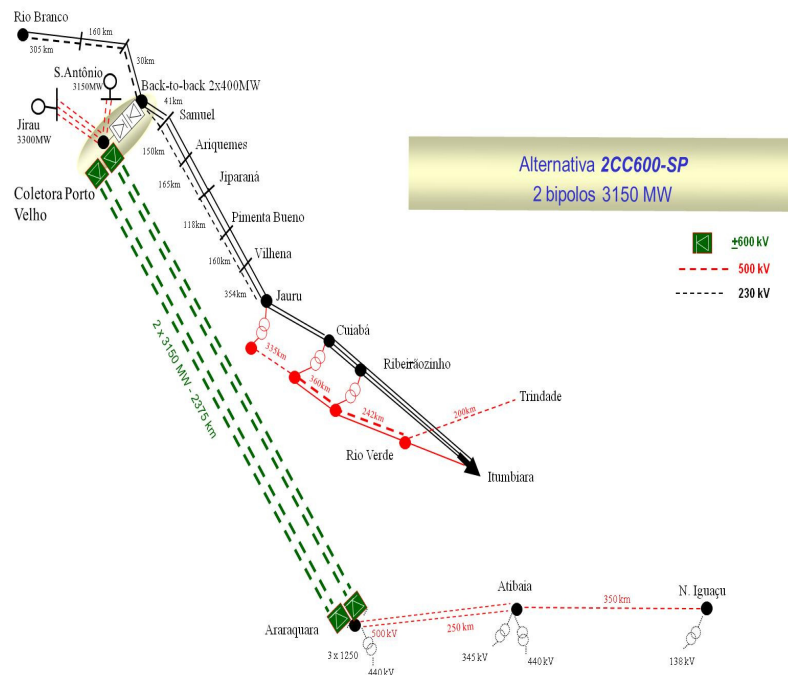 Rio Branco
160 km
305 km
30km
S.Antônio
3150MW
Back-to-back 2x400MW
41km
Samuel
Jirau
3300MW
150km
Ariquemes
Alternativa 2CC600-SP
2 bipolos 3150 MW
165km
Jiparaná
Coletora Porto
Velho
118km
Pimenta Bueno
±600 kV
160km
Vilhena
500 kV
354km
Jauru
230 kV
Cuiabá
335km
Ribeirãozinho
2 x 3150 MW - 2375 km
360km
242km
200km
Trindade
Rio Verde
Itumbiara
Atibaia
N. Iguaçu
350km
Araraquara
500 kV
250 km
3 x 1250
440 kV
345 kV
440 kV
138 kV